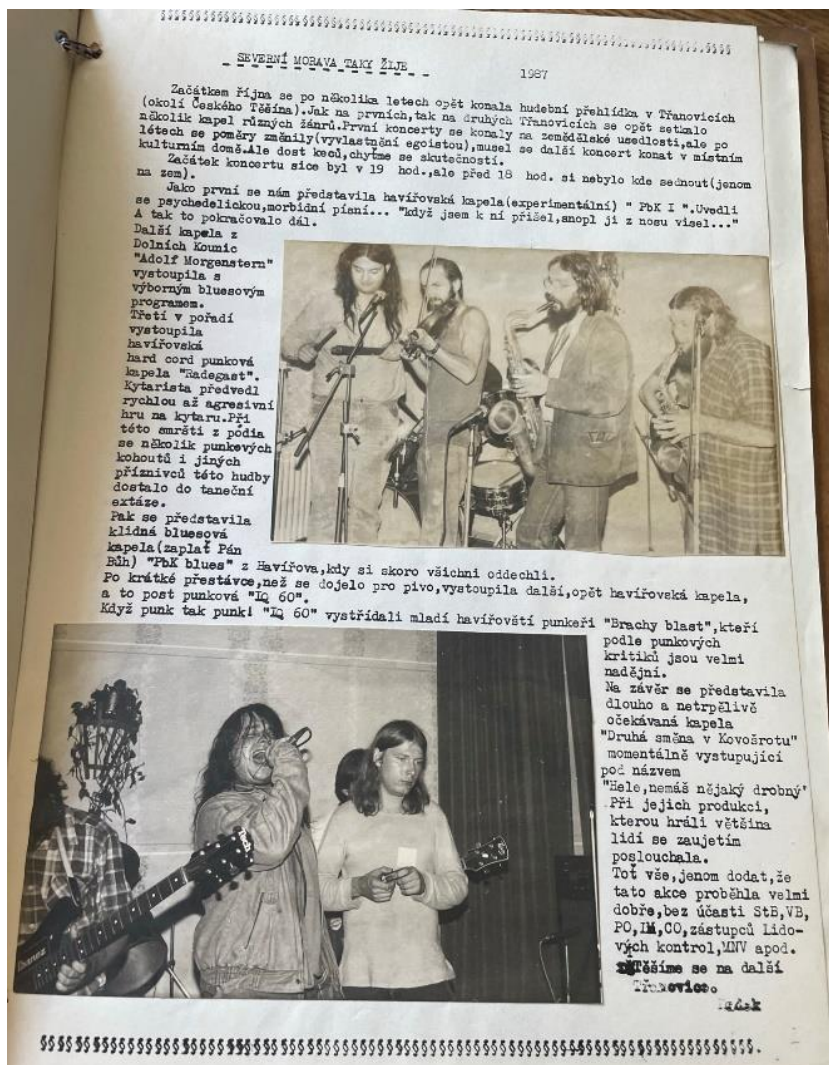 §§§§§§§§§§§§§§§§§§§§§§§§§§§§§§§§§§§§§§§§§§§§§§§§§§§§§§§§§§§§§§§§§§§§§§§§
SEVERNÍ MORAVA TAKY ŽIJE 1987
Začátkem října se po několika letech opět konala hudební přehlídka v Třanovicích
(okolí Českého Těšína).Jak na prvních,tak na druhých Třanovicích se opět setkalo
několik kapel různých žánrů.První koncerty se konaly na zemědělské usedlosti,ale po
létech se poměry změnily(vyvlastnění egoistou),musel se další koncert konat v místním
kulturním domě.Ale dost keců,chyťme se skutečností.
Začátek koncertu sice byl v 19 hod.,ale před 18 hod. si nebylo kde sednout(jenom
na zem).
Jako první se nám představila havířovská kapela(experimentální) " PbK I ".Uvedli
se psychedelickou,morbidní písní... "když jsem k ní přišel,snopl ji z nosu visel..."
A tak to pokračovalo dál.
Další kapela z
Dolních Kounic
"Adolf Morgenstern"
vystoupila s
výborným bluesovým
programem.
Třetí v pořadí
vystoupila
havířovská
hard cord punková
kapela "Radegast".
Kytarista předvedl
rychlou až agresivní
hru na kytaru.Při
této smršti z pódia
se několik punkových
kohoutů i jiných
příznivců této hudby
dostalo do taneční
extáze.
Pak se představila
klidná bluesová
kapela(zaplať Pán
Bůh) "PbK blues" z Havířova,kdy si skoro všichni oddechli.
Po krátké přestávce,než se dojelo pro pivo,vystoupila další,opět havířovská kapela,
a to post punková "IQ 60".
Když punk tak punk! "IQ 60" vystřídali mladí havířovští punkeři "Brachy blast",kteří
podle punkových
kritiků jsou velmi
nadějní.
Na závěr se představila
dlouho a netrpělivě
očekávaná kapela
"Druhá směna v Kovošrotu"
momentálně vystupující
pod názvem
"Hele,nemáš nějaký drobný"
Při jejich produkci,
kterou hráli většina
lidí se zaujetím
poslouchala.
Toť vše,jenom dodat,že
tato akce proběhla velmi
dobře,bez účasti StB,VB,
PO,IM,CO,zástupců Lido-
vých kontrol,MNV apod.
Těšíme se na další
Třanovice.
Ibanez
§§§§§§§§§§§§§§§§§§§§§§§§§§§§§§§§§§§§§§§§§§§§§§§§§§§§§§§§§§§§§§§§§§§§§§§§.